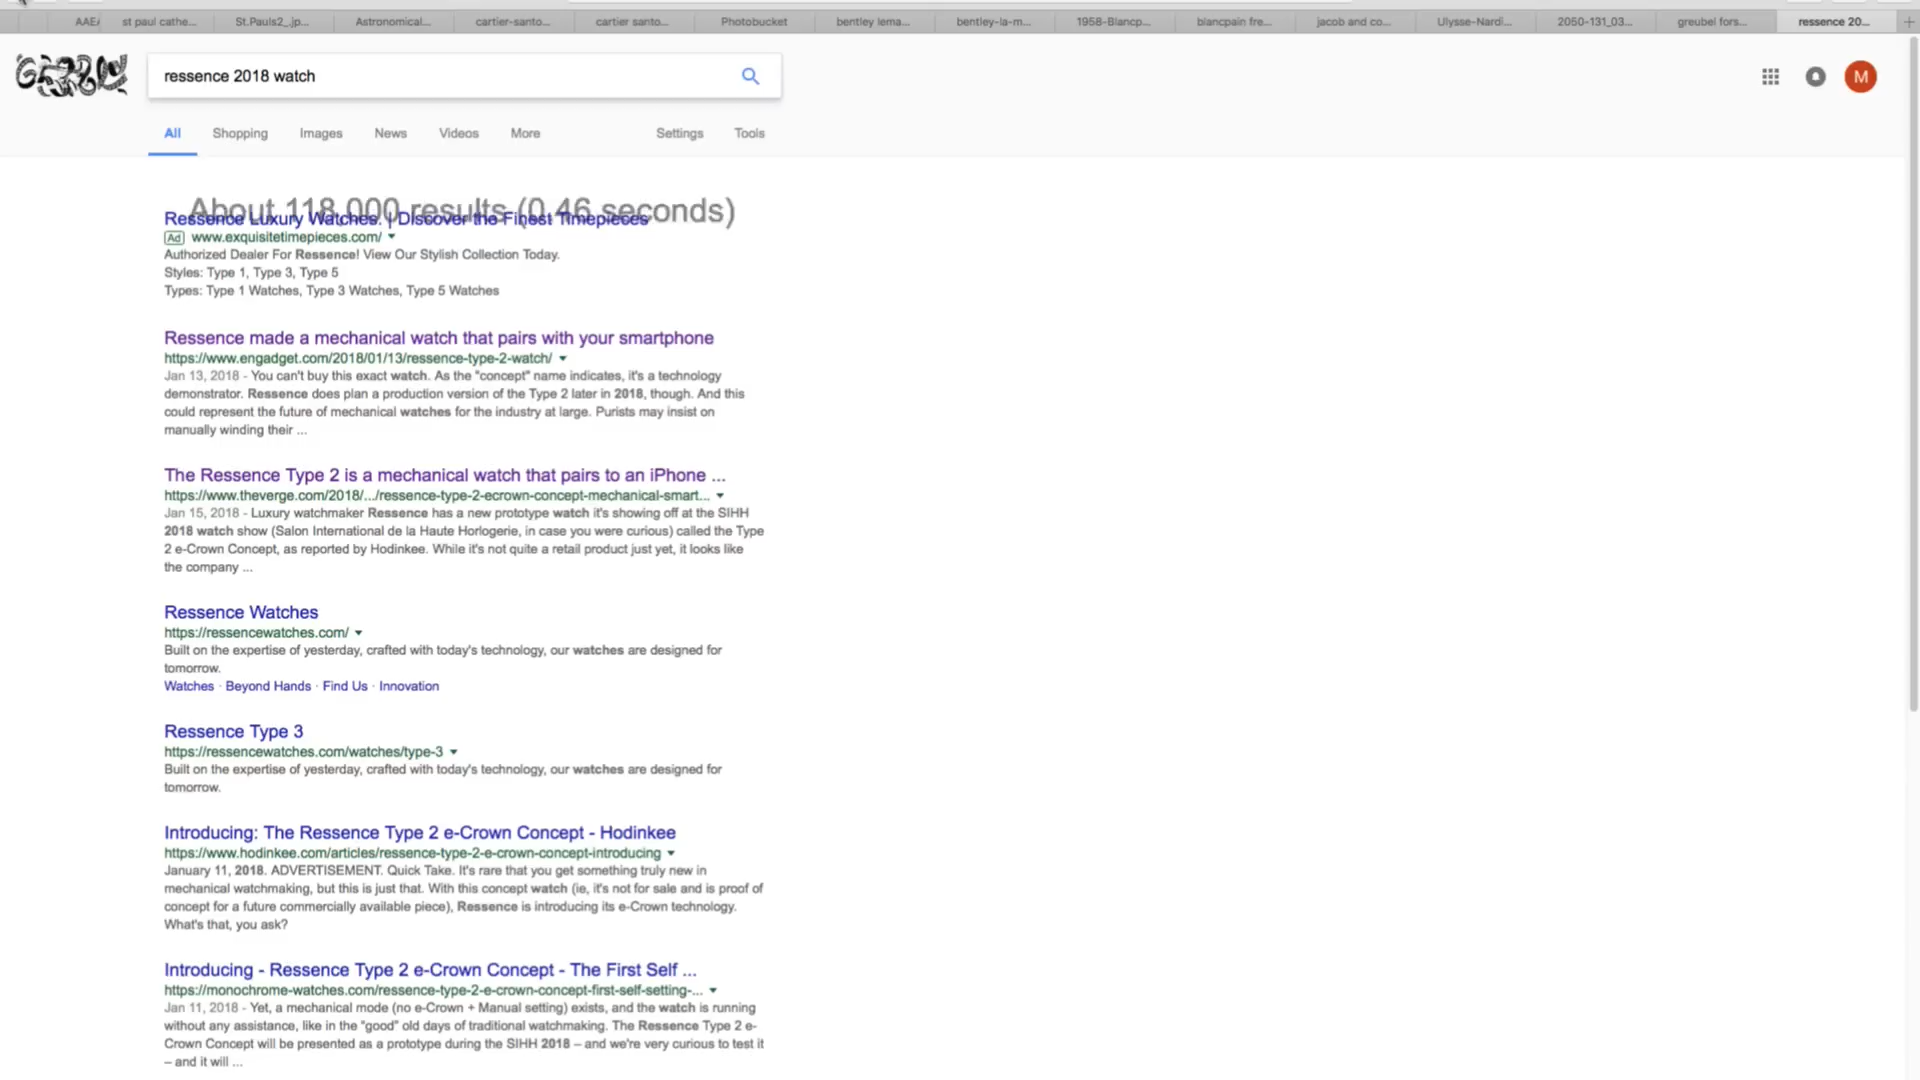 AAEA
st paul cathe...
St.Pauls2_.jp...
Astronomical...
cartier-santo...
cartier santo...
Photobucket
bentley lema...
bentley-la-m...
1958-Blancp...
blancpain fre...
jacob and co...
Ulysse-Nardi...
2050-131_03...
greubel fors...
ressence 20...
ressence 2018 watch
M
All
Shopping
Images
News
Videos
More
Settings
Tools
About 118,000 results (0.46 seconds)
Ressence Luxury Watches. | Discover the Finest Timepieces
Ad www.exquisitetimepieces.com/
Authorized Dealer For Ressence! View Our Stylish Collection Today.
Styles: Type 1, Type 3, Type 5
Types: Type 1 Watches, Type 3 Watches, Type 5 Watches
Ressence made a mechanical watch that pairs with your smartphone
https://www.engadget.com/2018/01/13/ressence-type-2-watch/
Jan 13, 2018 - You can't buy this exact watch. As the "concept" name indicates, it's a technology
demonstrator. Ressence does plan a production version of the Type 2 later in 2018, though. And this
could represent the future of mechanical watches for the industry at large. Purists may insist on
manually winding their ...
The Ressence Type 2 is a mechanical watch that pairs to an iPhone ...
https://www.theverge.com/2018/.../ressence-type-2-ecrown-concept-mechanical-smart...
Jan 15, 2018 - Luxury watchmaker Ressence has a new prototype watch it's showing off at the SIHH
2018 watch show (Salon International de la Haute Horlogerie, in case you were curious) called the Type
2 e-Crown Concept, as reported by Hodinkee. While it's not quite a retail product just yet, it looks like
the company ...
Ressence Watches
https://ressencewatches.com/
Built on the expertise of yesterday, crafted with today's technology, our watches are designed for
tomorrow.
Watches · Beyond Hands · Find Us · Innovation
Ressence Type 3
https://ressencewatches.com/watches/type-3
Built on the expertise of yesterday, crafted with today's technology, our watches are designed for
tomorrow.
Introducing: The Ressence Type 2 e-Crown Concept - Hodinkee
https://www.hodinkee.com/articles/ressence-type-2-e-crown-concept-introducing
January 11, 2018. ADVERTISEMENT. Quick Take. It's rare that you get something truly new in
mechanical watchmaking, but this is just that. With this concept watch (ie, it's not for sale and is proof of
concept for a future commercially available piece), Ressence is introducing its e-Crown technology.
What's that, you ask?
Introducing - Ressence Type 2 e-Crown Concept - The First Self ...
https://monochrome-watches.com/ressence-type-2-e-crown-concept-first-self-setting-...
Jan 11, 2018 - Yet, a mechanical mode (no e-Crown + Manual setting) exists, and the watch is running
without any assistance, like in the "good" old days of traditional watchmaking. The Ressence Type 2 e-
Crown Concept will be presented as a prototype during the SIHH 2018 – and we're very curious to test it
– and it will ...